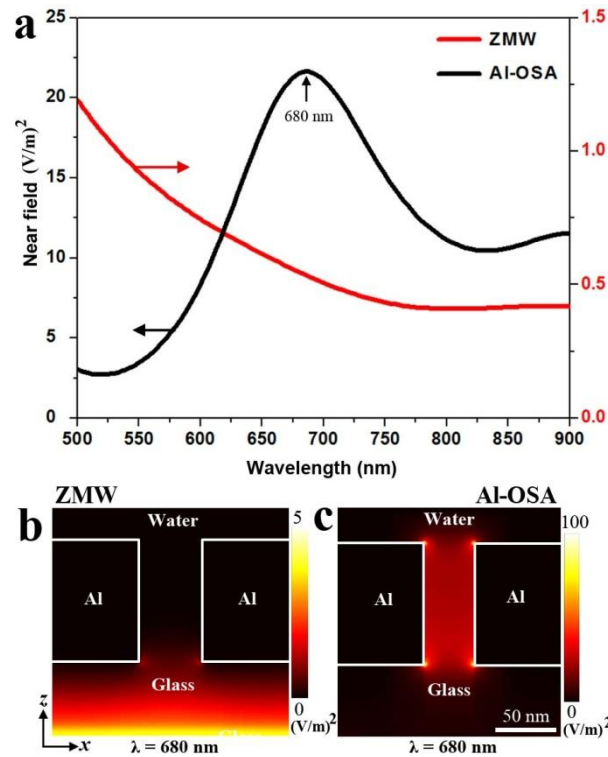 a
25
20
15
10
5
0
Near field (V/m)²
1.5
1.0
0.5
0.0
ZMW
Al-OSA
680 nm
500 550 600 650 700 750 800 850 900
Wavelength (nm)
b
ZMW
Water
Al
Al
Glass
5
0
(V/m)²
z
x
λ = 680 nm
c
Al-OSA
Water
Al
Al
Glass
100
0
(V/m)²
50 nm
λ = 680 nm